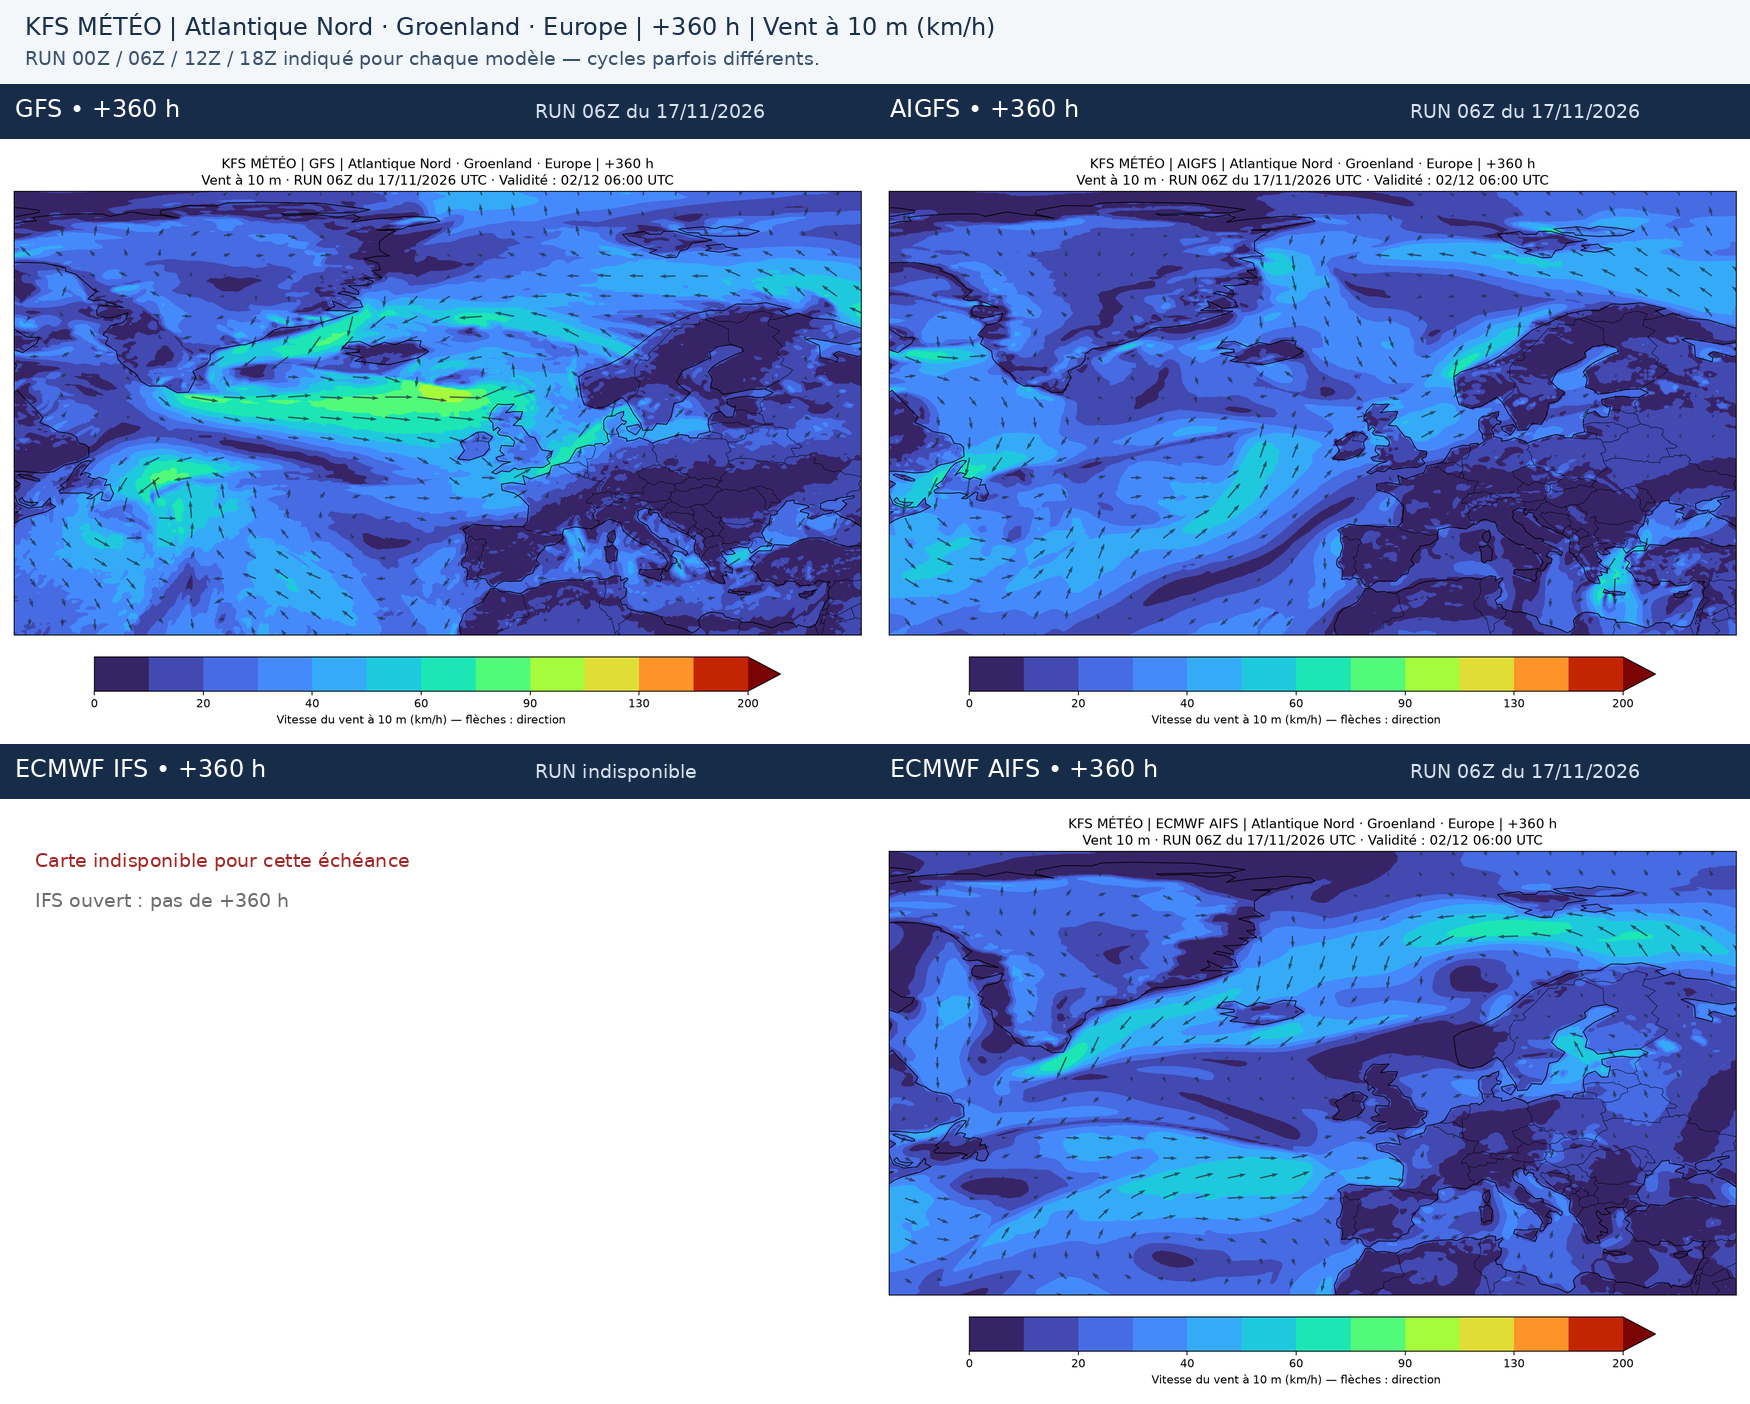 KFS MÉTÉO | Atlantique Nord · Groenland · Europe | +360 h | Vent à 10 m (km/h)
RUN 00Z / 06Z / 12Z / 18Z indiqué pour chaque modèle — cycles parfois différents.
GFS • +360 h
RUN 06Z du 17/11/2026
KFS MÉTÉO | GFS | Atlantique Nord · Groenland · Europe | +360 h
Vent à 10 m · RUN 06Z du 17/11/2026 UTC · Validité : 02/12 06:00 UTC
0 20 40 60 90 130 200
Vitesse du vent à 10 m (km/h) — flèches : direction
AIGFS • +360 h
RUN 06Z du 17/11/2026
KFS MÉTÉO | AIGFS | Atlantique Nord · Groenland · Europe | +360 h
Vent à 10 m · RUN 06Z du 17/11/2026 UTC · Validité : 02/12 06:00 UTC
0 20 40 60 90 130 200
Vitesse du vent à 10 m (km/h) — flèches : direction
ECMWF IFS • +360 h
RUN indisponible
Carte indisponible pour cette échéance
IFS ouvert : pas de +360 h
ECMWF AIFS • +360 h
RUN 06Z du 17/11/2026
KFS MÉTÉO | ECMWF AIFS | Atlantique Nord · Groenland · Europe | +360 h
Vent 10 m · RUN 06Z du 17/11/2026 UTC · Validité : 02/12 06:00 UTC
0 20 40 60 90 130 200
Vitesse du vent à 10 m (km/h) — flèches : direction